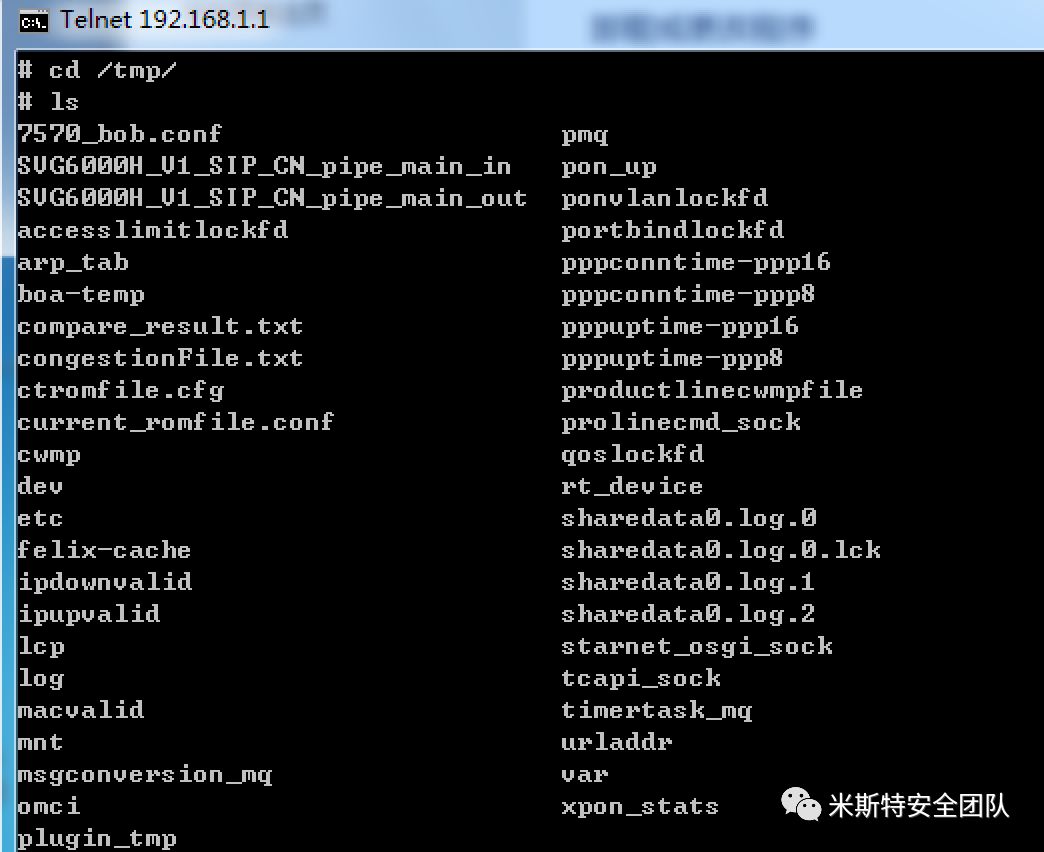 Telnet 192.168.1.1
# cd /tmp/
# ls
7570_bob.conf pmq
SVG6000H_V1_SIP_CN_pipe_main_in pon_up
SVG6000H_V1_SIP_CN_pipe_main_out ponvlanlockfd
accesslimitlockfd portbindlockfd
arp_tab pppconntime-ppp16
boa-temp pppconntime-ppp8
compare_result.txt pppuptime-ppp16
congestionFile.txt pppuptime-ppp8
ctromfile.cfg productlinecwmpfile
current_romfile.conf prolinecmd_sock
cwmp qoslockfd
dev rt_device
etc sharedata0.log.0
felix-cache sharedata0.log.0.lck
ipdownvalid sharedata0.log.1
ipupvalid sharedata0.log.2
lcp starnet_osgi_sock
log tcapi_sock
macvalid timertask_mq
mnt urladdr
msgconversion_mq var
omci xpon_stats
plugin_tmp
米斯特安全团队